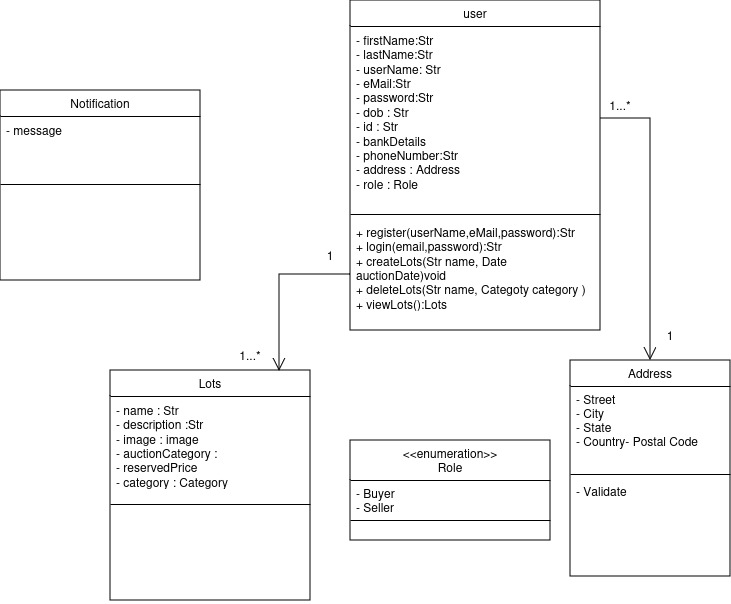 user
- firstName:Str
- lastName:Str
- userName: Str
- eMail:Str
- password:Str
- dob : Str
- id : Str
- bankDetails
- phoneNumber:Str
- address : Address
- role : Role
+ register(userName,eMail,password):Str
+ login(email,password):Str
+ createLots(Str name, Date
auctionDate)void
+ deleteLots(Str name, Categoty category )
+ viewLots():Lots
Notification
- message
1...*
1
1
1...*
Lots
- name : Str
- description :Str
- image : image
- auctionCategory :
- reservedPrice
- category : Category
<<enumeration>>
Role
- Buyer
- Seller
Address
- Street
- City
- State
- Country- Postal Code
- Validate